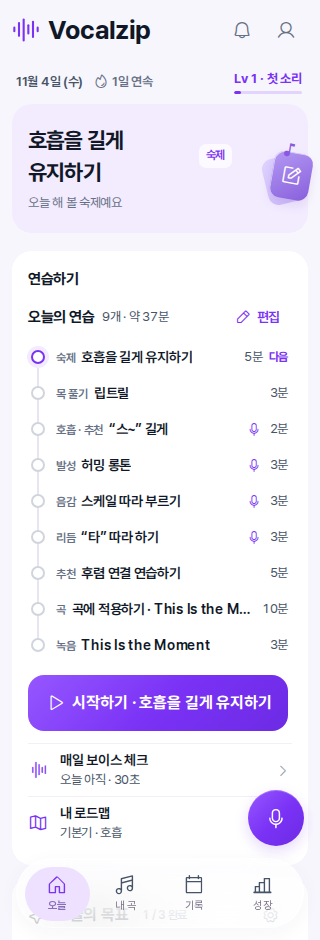 Vocalzip
11월 4일 (수) 1일 연속 Lv 1 · 첫 소리
호흡을 길게
유지하기
숙제
오늘 해 볼 숙제예요
연습하기
오늘의 연습 9개 · 약 37분 편집
숙제 호흡을 길게 유지하기 5분 다음
목 풀기 립트릴 3분
호흡 · 추천 “스~” 길게 2분
발성 허밍 롱톤 3분
음감 스케일 따라 부르기 3분
리듬 “타” 따라 하기 3분
추천 후렴 연결 연습하기 5분
곡 곡에 적용하기 · This Is the M... 10분
녹음 This Is the Moment 3분
시작하기 · 호흡을 길게 유지하기
매일 보이스 체크
오늘 아직 · 30초
내 로드맵
기본기 · 호흡
의 목표 1 / 3 완료
오늘 내 곡 기록 성장